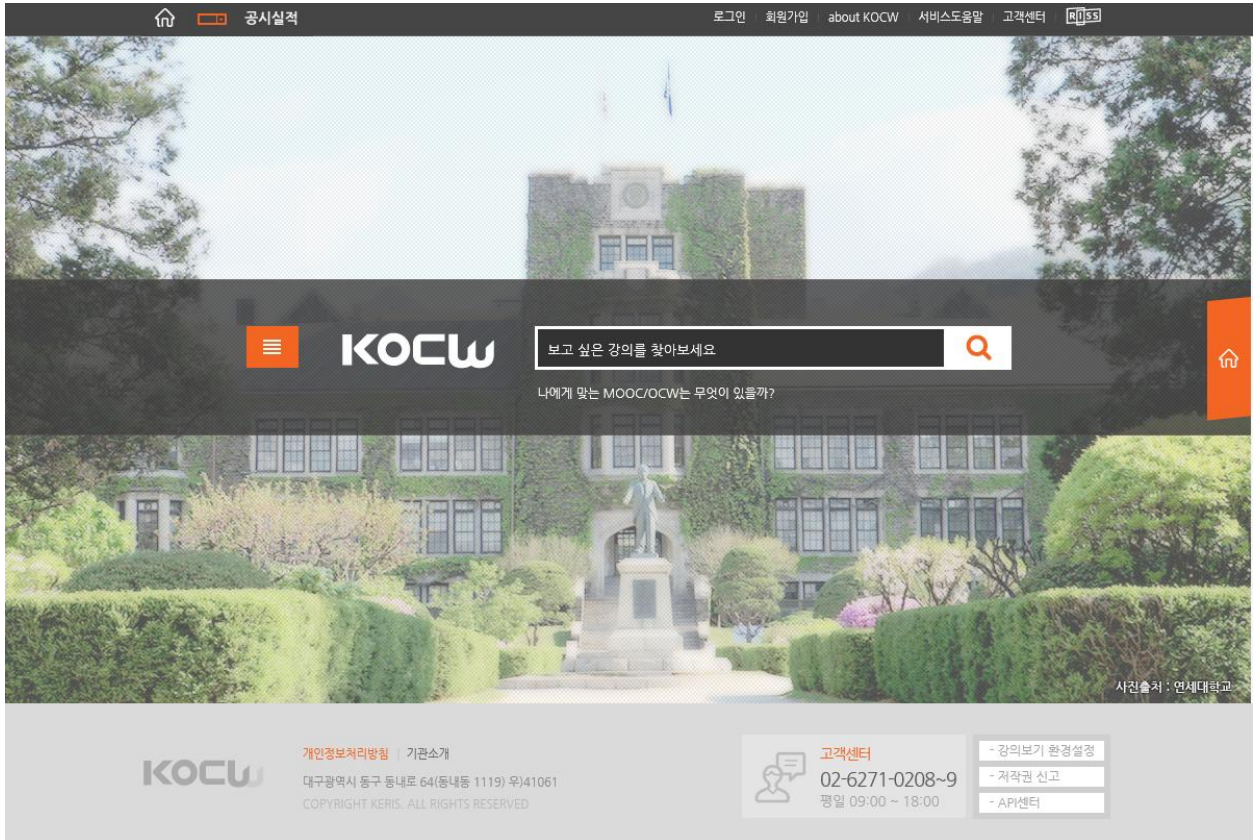 공시실적
로그인 회원가입 about KOCW 서비스도움말 고객센터 RISS
KOCW
보고 싶은 강의를 찾아보세요
나에게 맞는 MOOC/OCW는 무엇이 있을까?
사진출처 : 연세대학교
KOCW
개인정보처리방침 기관소개
대구광역시 동구 동내로 64(동내동 1119) 우)41061
COPYRIGHT KERIS. ALL RIGHTS RESERVED
고객센터
02-6271-0208~9
평일 09:00 ~ 18:00
- 강의보기 환경설정
- 저작권 신고
- API센터